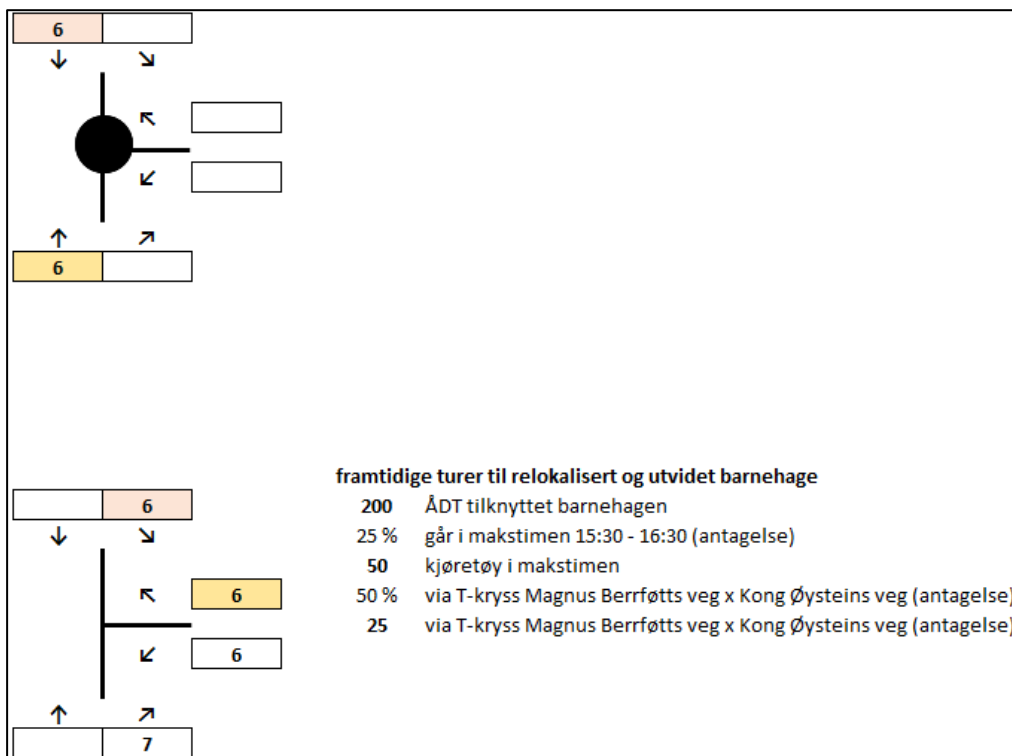 6
↓ ↘
↖
↙
↑ ↗
6
framtidige turer til relokalisert og utvidet barnehage
200 ÅDT tilknyttet barnehagen
6
↓ ↘
25 % går i makstimen 15:30 - 16:30 (antagelse)
50 kjøretøy i makstimen
↖ 6
50 % via T-kryss Magnus Berrføtts veg x Kong Øysteins veg (antagelse)
25 via T-kryss Magnus Berrføtts veg x Kong Øysteins veg (antagelse)
↙ 6
↑ ↗
7